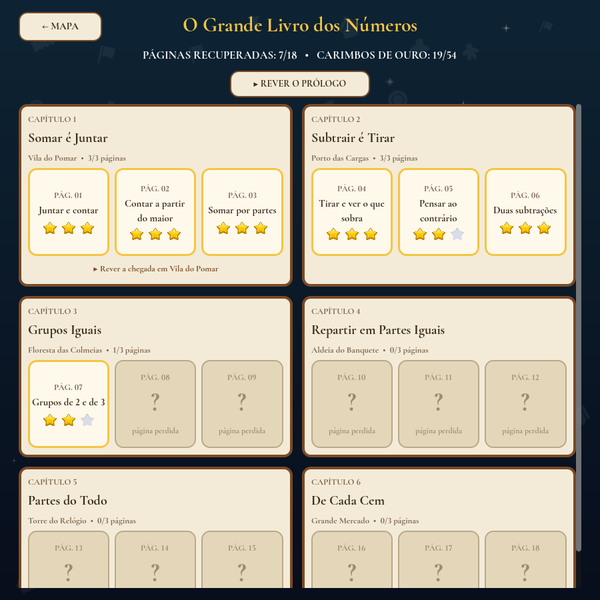 ← MAPA
O Grande Livro dos Números
PÁGINAS RECUPERADAS: 7/18 • CARIMBOS DE OURO: 19/54
▸ REVER O PRÓLOGO
CAPÍTULO 1
Somar é Juntar
Vila do Pomar • 3/3 páginas
PÁG. 01
Juntar e contar
PÁG. 02
Contar a partir
do maior
PÁG. 03
Somar por partes
▸ Rever a chegada em Vila do Pomar
CAPÍTULO 2
Subtrair é Tirar
Porto das Cargas • 3/3 páginas
PÁG. 04
Tirar e ver o que
sobra
PÁG. 05
Pensar ao
contrário
PÁG. 06
Duas subtrações
CAPÍTULO 3
Grupos Iguais
Floresta das Colmeias • 1/3 páginas
PÁG. 07
Grupos de 2 e de 3
PÁG. 08
?
página perdida
PÁG. 09
?
página perdida
CAPÍTULO 4
Repartir em Partes Iguais
Aldeia do Banquete • 0/3 páginas
PÁG. 10
?
página perdida
PÁG. 11
?
página perdida
PÁG. 12
?
página perdida
CAPÍTULO 5
Partes do Todo
Torre do Relógio • 0/3 páginas
PÁG. 13
?
PÁG. 14
?
PÁG. 15
?
CAPÍTULO 6
De Cada Cem
Grande Mercado • 0/3 páginas
PÁG. 16
?
PÁG. 17
?
PÁG. 18
?